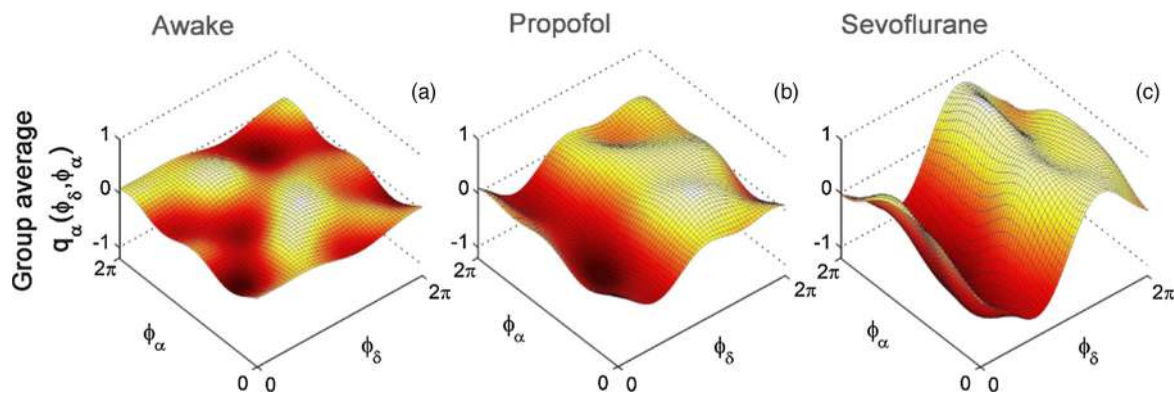 Awake
Propofol
Sevoflurane
(a)
(b)
(c)
Group average
qα(ϕδ,ϕα)
1
0
-1
2π
ϕα
0
0
ϕδ
2π
1
0
-1
2π
ϕα
0
0
ϕδ
2π
1
0
-1
2π
ϕα
0
0
ϕδ
2π